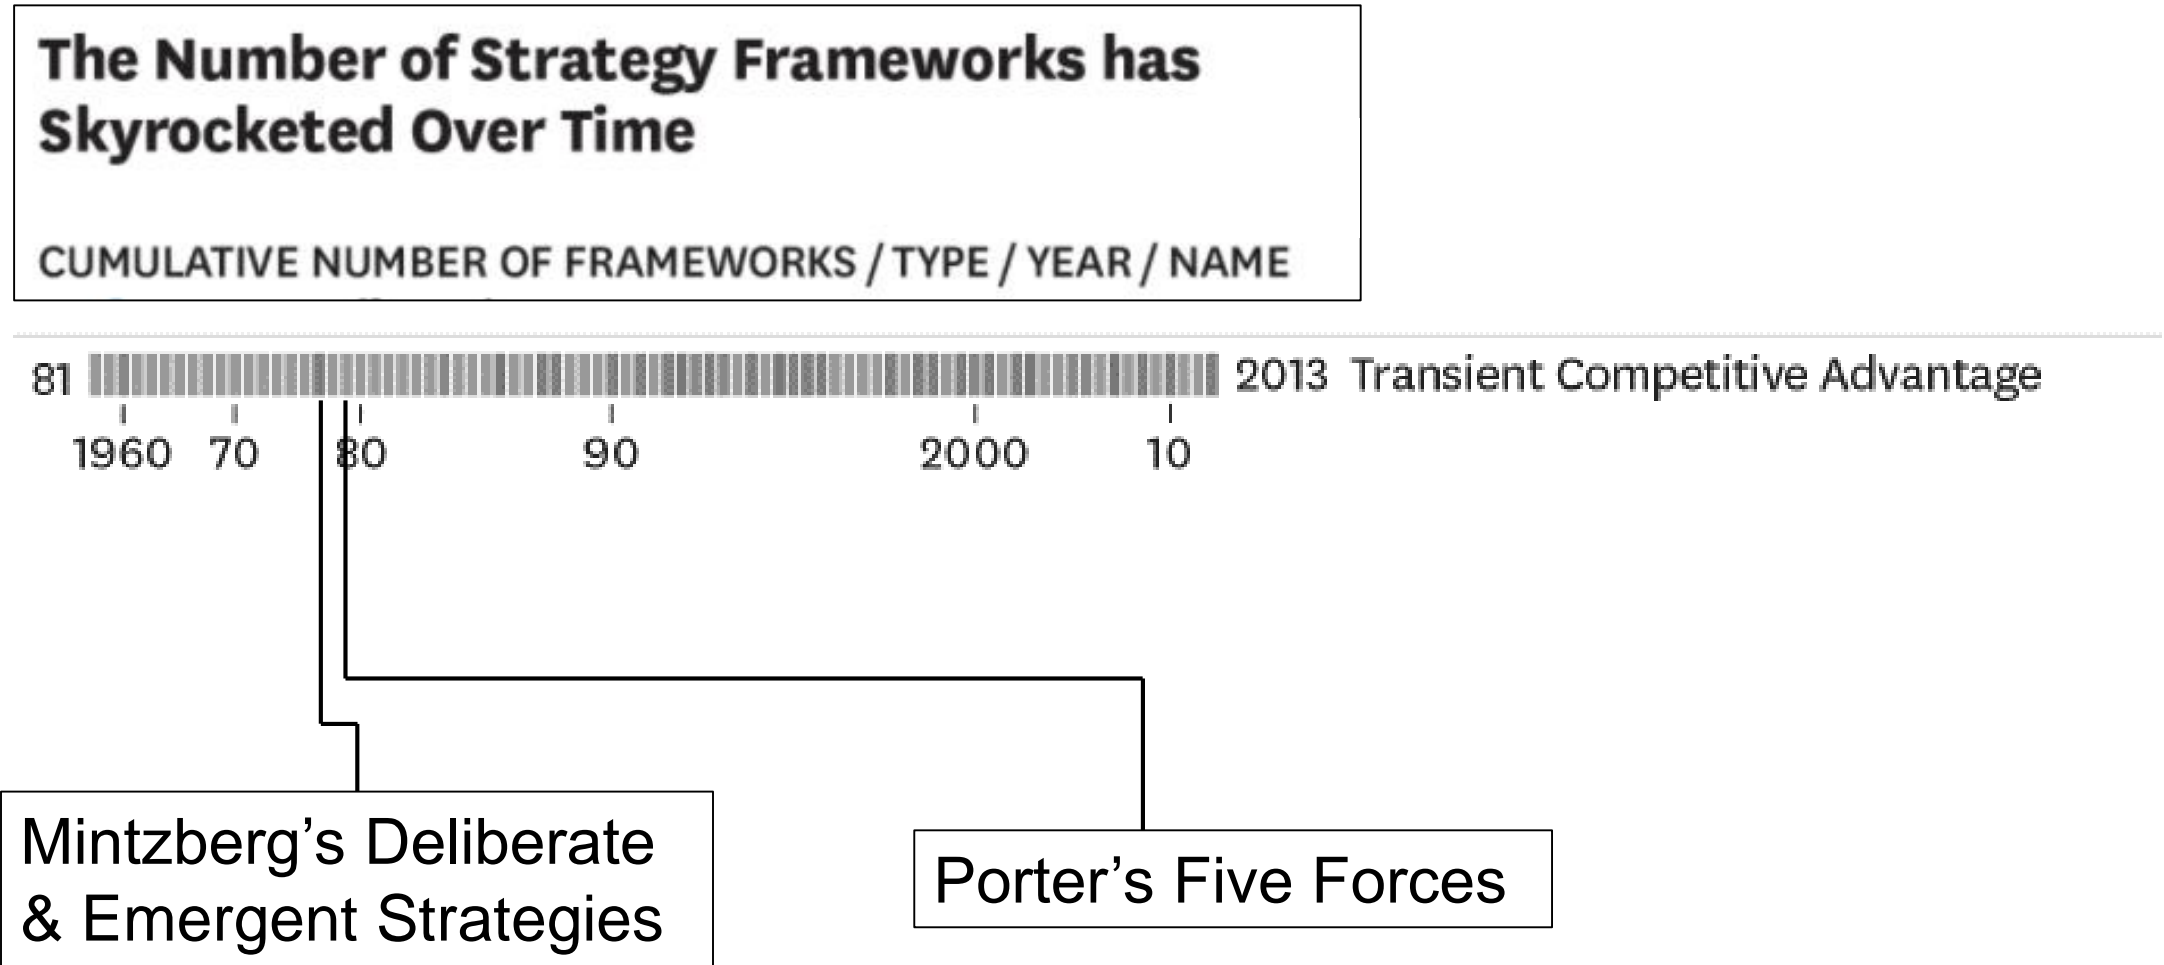 The Number of Strategy Frameworks has
Skyrocketed Over Time
CUMULATIVE NUMBER OF FRAMEWORKS / TYPE / YEAR / NAME
81 2013 Transient Competitive Advantage
1960 70 80 90 2000 10
Mintzberg’s Deliberate
& Emergent Strategies
Porter’s Five Forces